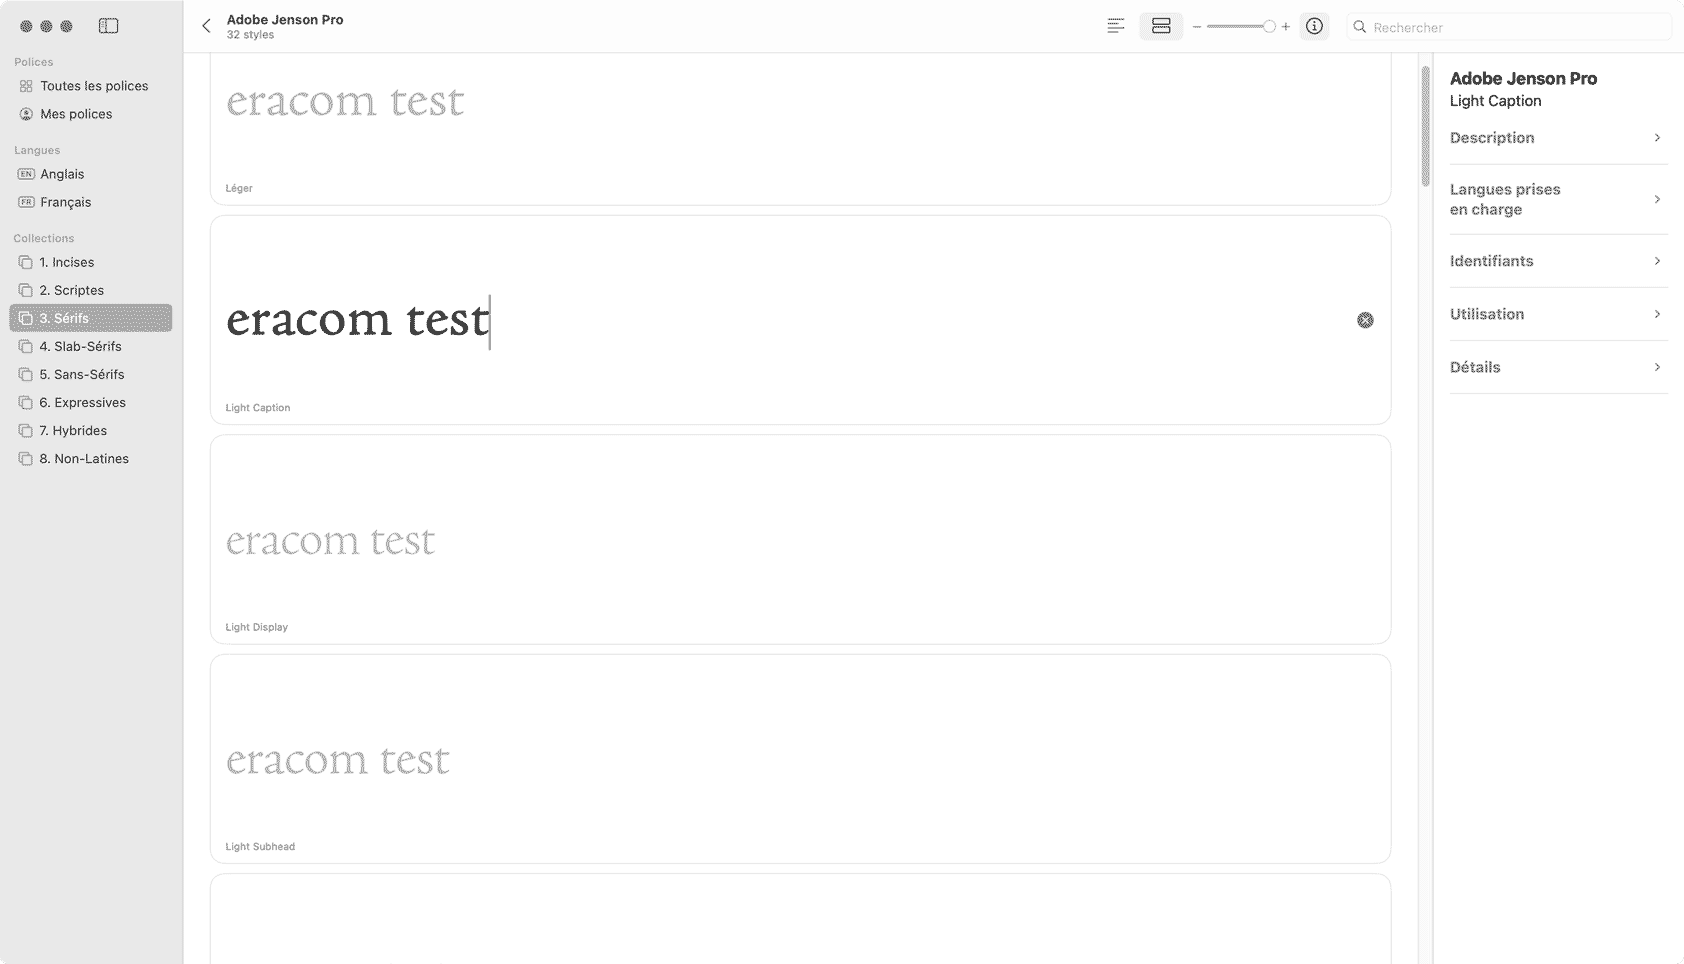 Polices
Toutes les polices
Mes polices
Langues
EN Anglais
FR Français
Collections
1. Incises
2. Scriptes
3. Sérifs
4. Slab-Sérifs
5. Sans-Sérifs
6. Expressives
7. Hybrides
8. Non-Latines
Adobe Jenson Pro
32 styles
Rechercher
eracom test
Léger
eracom test
Light Caption
eracom test
Light Display
eracom test
Light Subhead
Adobe Jenson Pro
Light Caption
Description
Langues prises
en charge
Identifiants
Utilisation
Détails